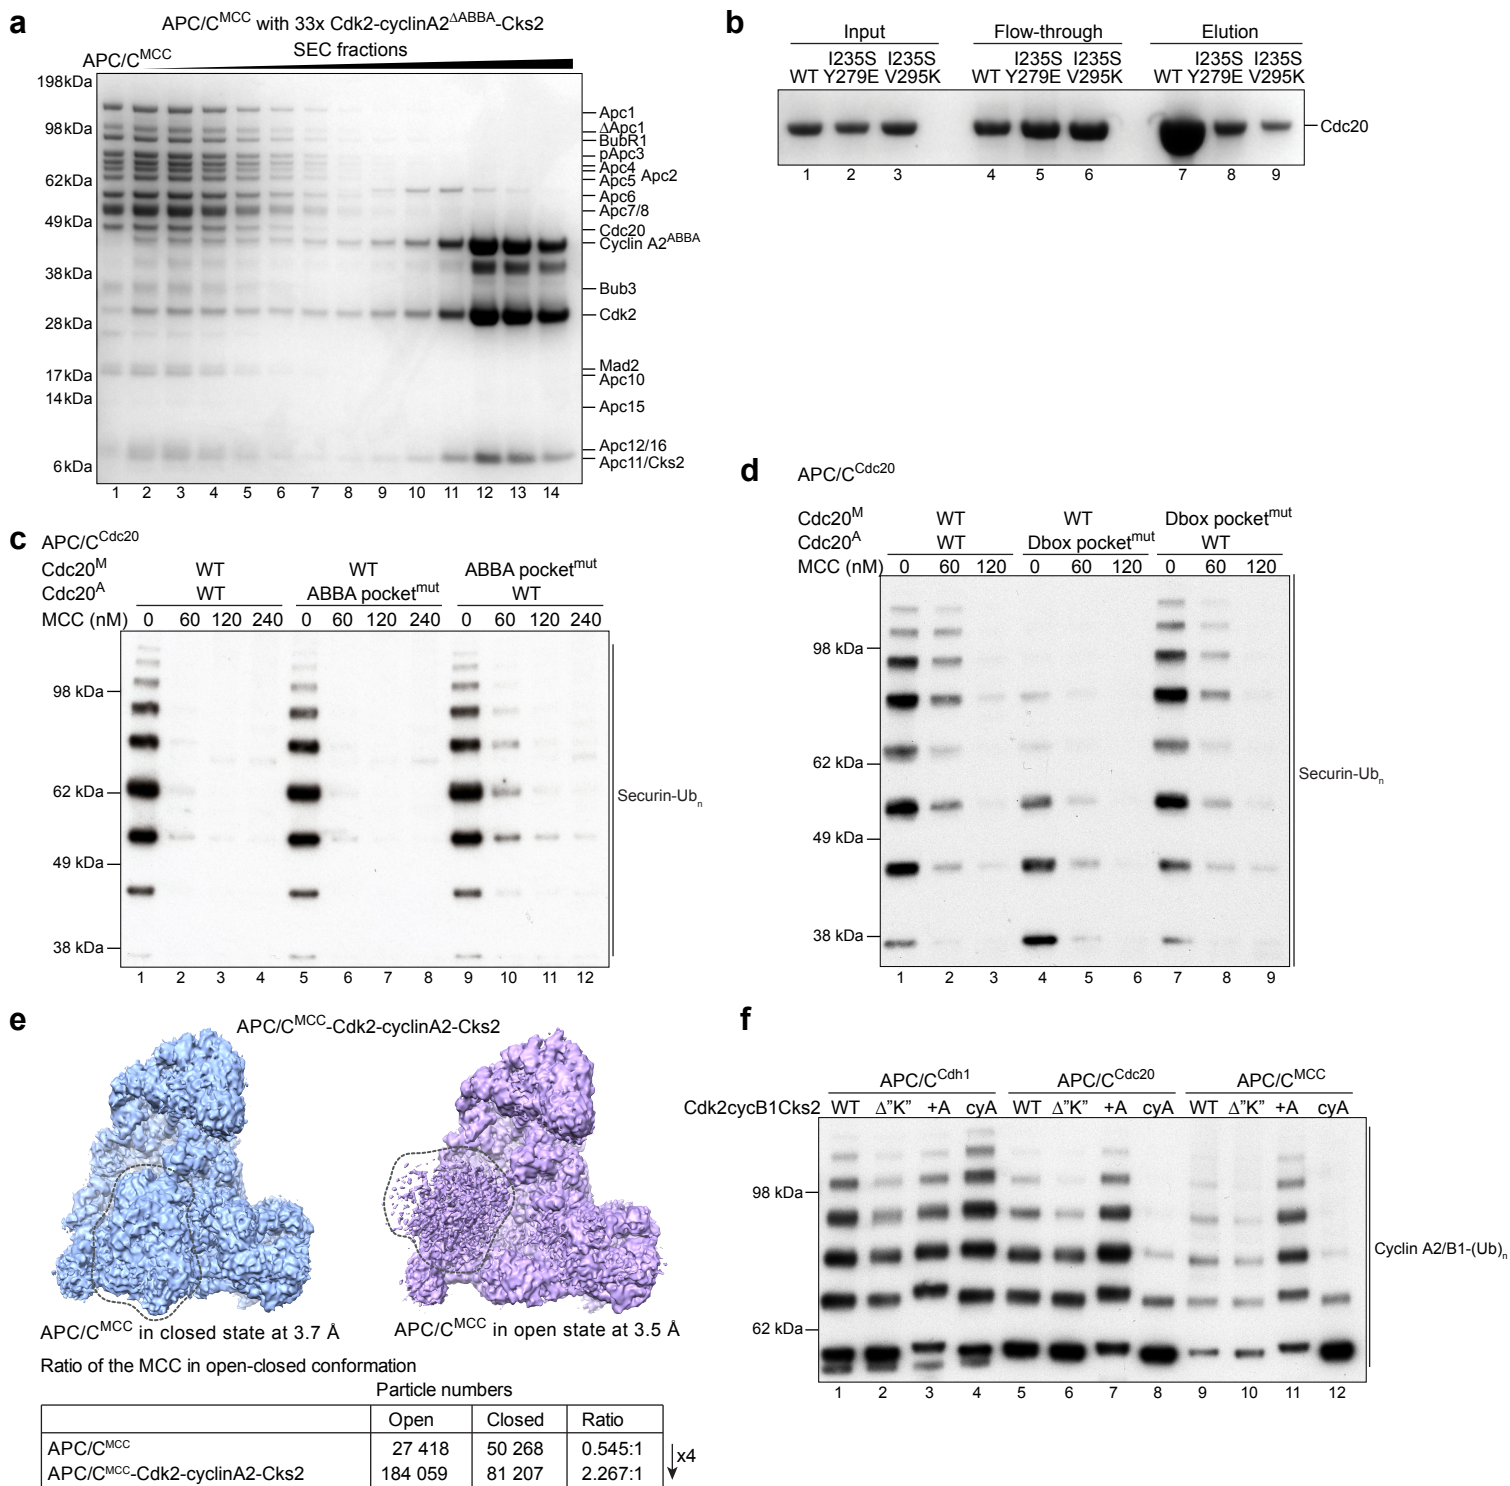 a
APC/C^MCC with 33x Cdk2-cyclinA2^ΔABBA-Cks2
APC/C^MCC SEC fractions
198kDa
98kDa
62kDa
49kDa
38kDa
28kDa
17kDa
14kDa
6kDa
Apc1
ΔApc1
BubR1
pApc3
Apc4
Apc2
Apc5
Apc6
Apc7/8
Cdc20
Cyclin A2^ABBA
Bub3
Cdk2
Mad2
Apc10
Apc15
Apc12/16
Apc11/Cks2
1 2 3 4 5 6 7 8 9 10 11 12 13 14
b
Input Flow-through Elution
I235S I235S I235S I235S I235S I235S
WT Y279E V295K WT Y279E V295K WT Y279E V295K
Cdc20
1 2 3 4 5 6 7 8 9
c
APC/C^Cdc20
Cdc20^M WT WT ABBA pocket^mut
Cdc20^A WT ABBA pocket^mut WT
MCC (nM) 0 60 120 240 0 60 120 240 0 60 120 240
98 kDa
62 kDa
49 kDa
38 kDa
Securin-Ub_n
1 2 3 4 5 6 7 8 9 10 11 12
d
APC/C^Cdc20
Cdc20^M WT WT Dbox pocket^mut
Cdc20^A WT Dbox pocket^mut WT
MCC (nM) 0 60 120 0 60 120 0 60 120
98 kDa
62 kDa
49 kDa
38 kDa
Securin-Ub_n
1 2 3 4 5 6 7 8 9
e
APC/C^MCC-Cdk2-cyclinA2-Cks2
APC/C^MCC in closed state at 3.7 Å
APC/C^MCC in open state at 3.5 Å
Ratio of the MCC in open-closed conformation
Particle numbers
Open Closed Ratio
APC/C^MCC 27 418 50 268 0.545:1
APC/C^MCC-Cdk2-cyclinA2-Cks2 184 059 81 207 2.267:1
x4
f
APC/C^Cdh1 APC/C^Cdc20 APC/C^MCC
Cdk2cycB1Cks2 WT Δ"K" +A cyA WT Δ"K" +A cyA WT Δ"K" +A cyA
98 kDa
62 kDa
Cyclin A2/B1-(Ub)_n
1 2 3 4 5 6 7 8 9 10 11 12